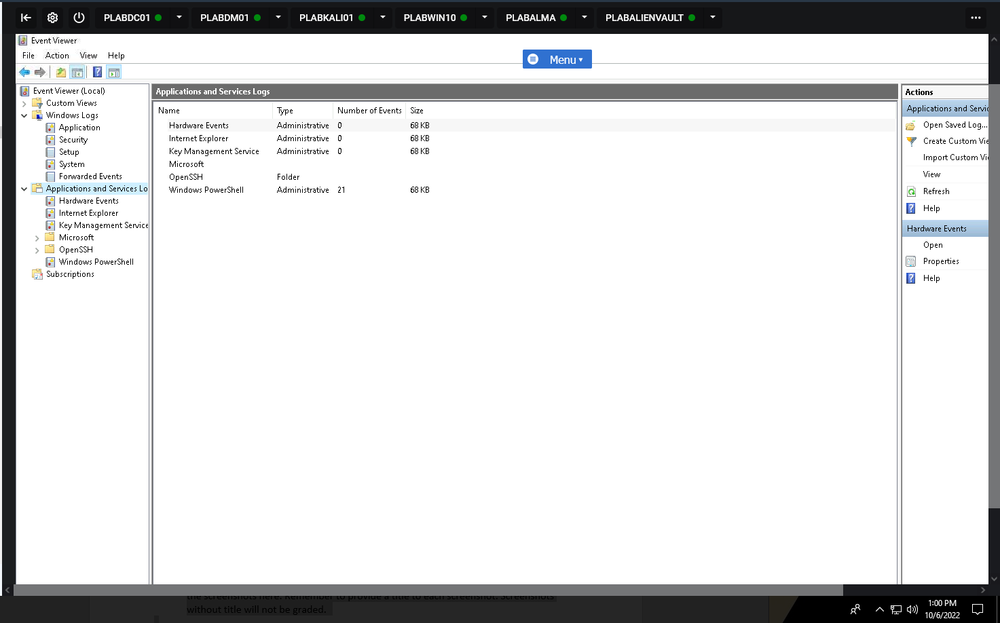 PLABDC01
PLABDM01
PLABKALI01
PLABWIN10
PLABALMA
PLABALIENVAULT
Event Viewer
File Action View Help
Menu
Event Viewer (Local)
Custom Views
Windows Logs
Application
Security
Setup
System
Forwarded Events
Applications and Services Lo
Hardware Events
Internet Explorer
Key Management Service
Microsoft
OpenSSH
Windows PowerShell
Subscriptions
Applications and Services Logs
Name Type Number of Events Size
Hardware Events Administrative 0 68 KB
Internet Explorer Administrative 0 68 KB
Key Management Service Administrative 0 68 KB
Microsoft
OpenSSH Folder
Windows PowerShell Administrative 21 68 KB
Actions
Applications and Servic
Open Saved Log...
Create Custom Vie
Import Custom Vi
View
Refresh
Help
Hardware Events
Open
Properties
Help
the screenshots here. Remember to provide a title to each screenshot. Screenshots
without title will not be graded.
1:00 PM
10/6/2022